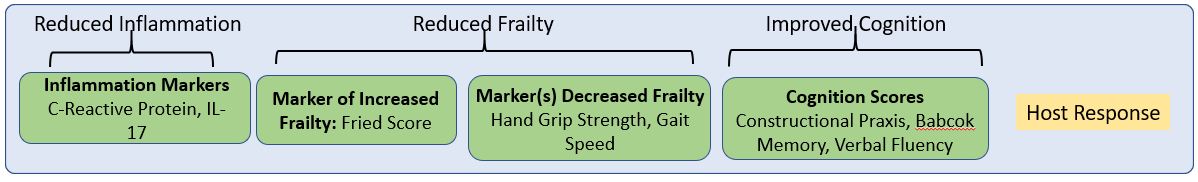 Reduced Inflammation
Reduced Frailty
Improved Cognition
Inflammation Markers
C-Reactive Protein, IL-
17
Marker of Increased
Frailty: Fried Score
Marker(s) Decreased Frailty
Hand Grip Strength, Gait
Speed
Cognition Scores
Constructional Praxis, Babcok
Memory, Verbal Fluency
Host Response